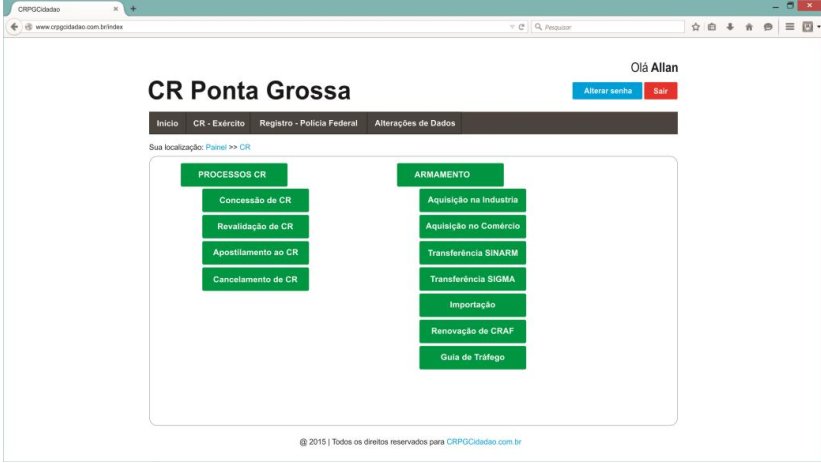 CRPGCidadao
www.crpgcidadao.com.br/index
Pesquisar
Olá Allan
CR Ponta Grossa
Alterar senha
Sair
Inicio CR - Exército Registro - Policia Federal Alterações de Dados
Sua localização: Painel >> CR
PROCESSOS CR
Concessão de CR
Revalidação de CR
Apostilamento ao CR
Cancelamento de CR
ARMAMENTO
Aquisição na Industria
Aquisição no Comércio
Transferência SINARM
Transferência SIGMA
Importação
Renovação de CRAF
Guia de Tráfego
@ 2015 | Todos os direitos reservados para CRPGCidadao.com.br